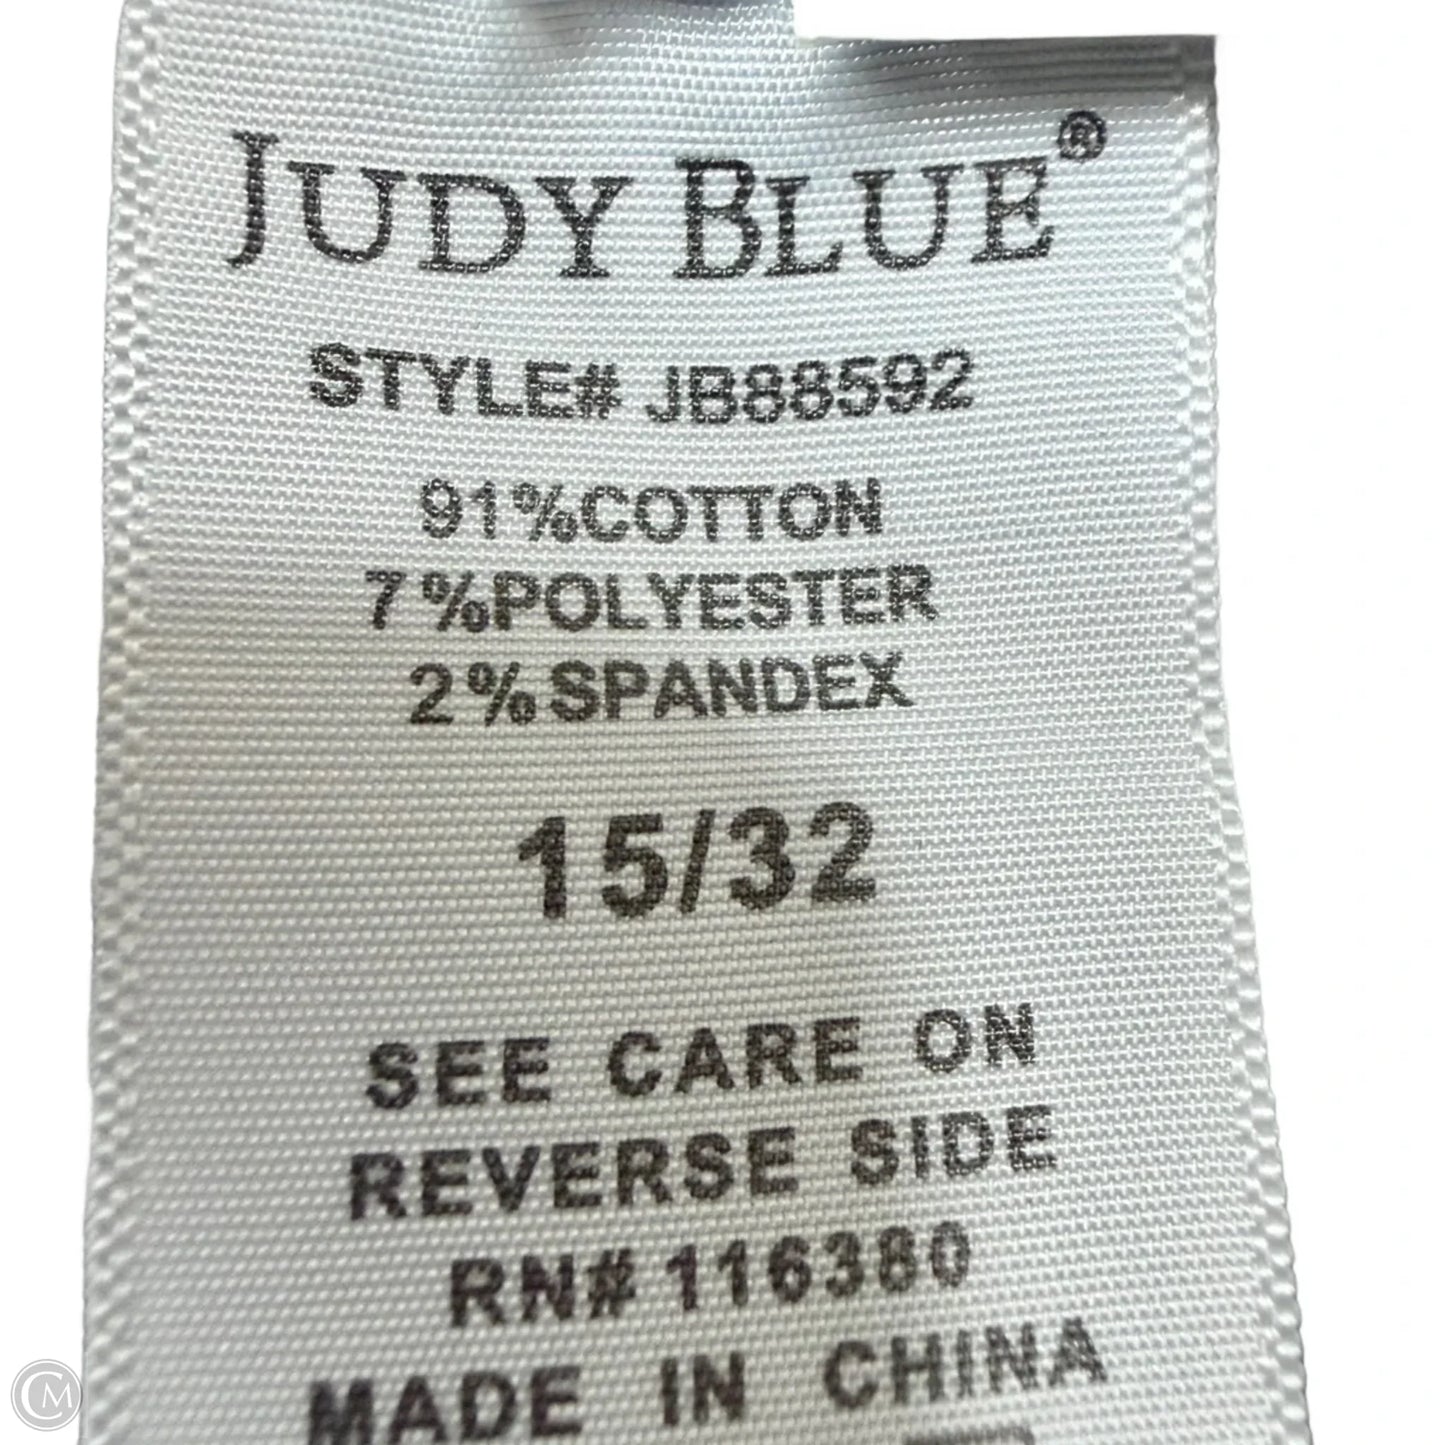 JUDY BLUE®
STYLE# JB88592
91%COTTON
7%POLYESTER
2%SPANDEX
15/32
SEE CARE ON
REVERSE SIDE
RN# 116380
MADE IN CHINA
CM